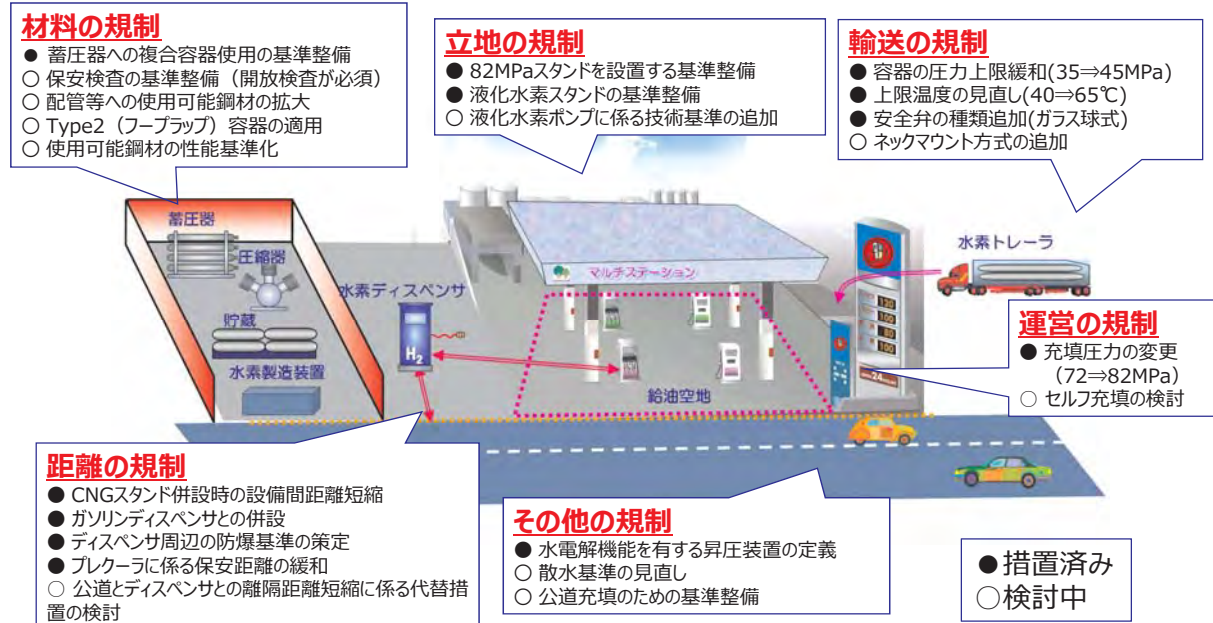 材料の規制
● 蓄圧器への複合容器使用の基準整備
○ 保安検査の基準整備（開放検査が必須）
○ 配管等への使用可能鋼材の拡大
○ Type2（フープラップ）容器の適用
○ 使用可能鋼材の性能基準化
立地の規制
● 82MPaスタンドを設置する基準整備
● 液化水素スタンドの基準整備
○ 液化水素ポンプに係る技術基準の追加
輸送の規制
● 容器の圧力上限緩和(35⇒45MPa)
● 上限温度の見直し(40⇒65℃)
● 安全弁の種類追加(ガラス球式)
○ ネックマウント方式の追加
蓄圧器
圧縮器
貯蔵
水素製造装置
水素ディスペンサ
H2
マルチステーション
給油空地
水素トレーラ
120
100
80
100
24
運営の規制
● 充填圧力の変更
（72⇒82MPa）
○ セルフ充填の検討
距離の規制
● CNGスタンド併設時の設備間距離短縮
● ガソリンディスペンサとの併設
● ディスペンサ周辺の防爆基準の策定
● プレクーラに係る保安距離の緩和
○ 公道とディスペンサとの離隔距離短縮に係る代替措
置の検討
その他の規制
● 水電解機能を有する昇圧装置の定義
○ 散水基準の見直し
○ 公道充填のための基準整備
●措置済み
○検討中